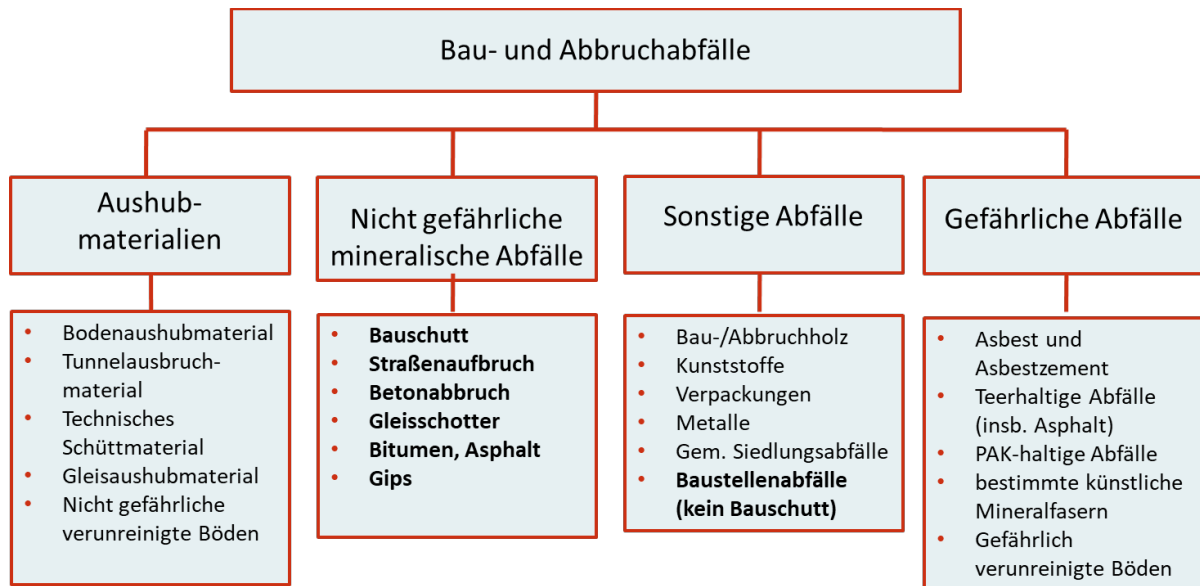 Bau- und Abbruchabfälle
Aushub-
materialien
• Bodenaushubmaterial
• Tunnelausbruch-
material
• Technisches
Schüttmaterial
• Gleisaushubmaterial
• Nicht gefährliche
verunreinigte Böden
Nicht gefährliche
mineralische Abfälle
• Bauschutt
• Straßenaufbruch
• Betonabbruch
• Gleisschotter
• Bitumen, Asphalt
• Gips
Sonstige Abfälle
• Bau-/Abbruchholz
• Kunststoffe
• Verpackungen
• Metalle
• Gem. Siedlungsabfälle
• Baustellenabfälle
(kein Bauschutt)
Gefährliche Abfälle
• Asbest und
Asbestzement
• Teerhaltige Abfälle
(insb. Asphalt)
• PAK-haltige Abfälle
• bestimmte künstliche
Mineralfasern
• Gefährlich
verunreinigte Böden